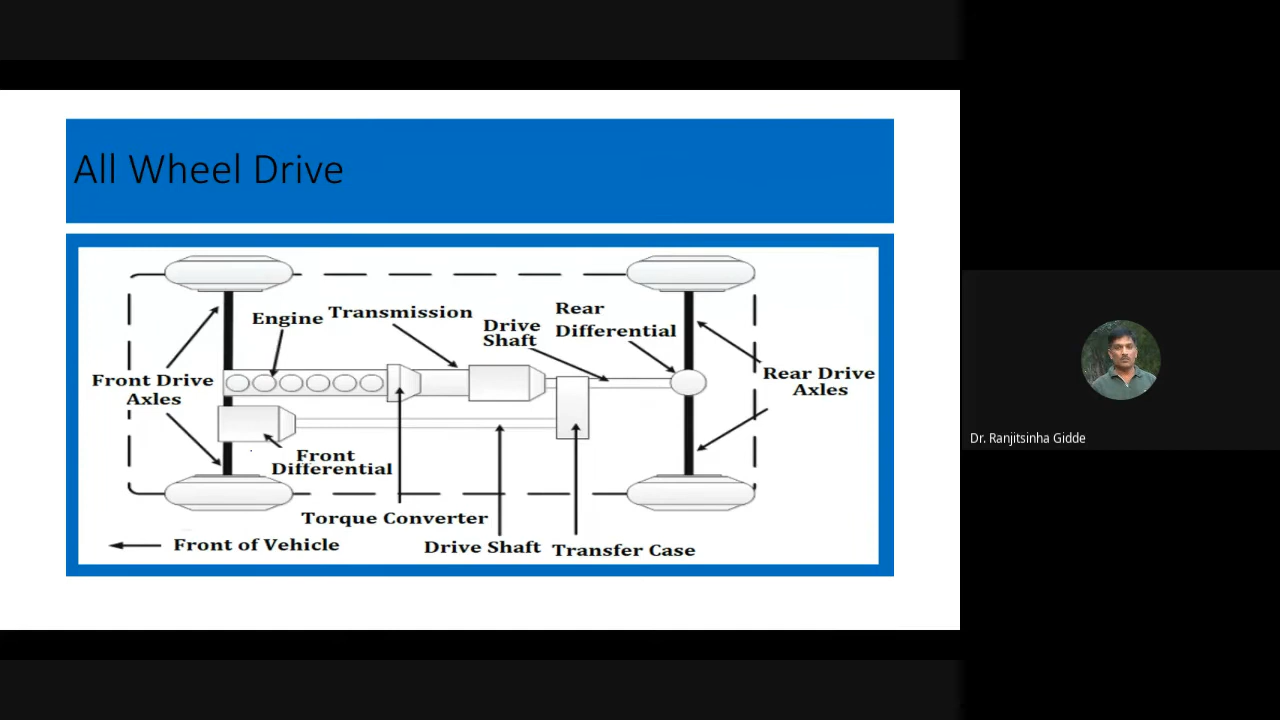 All Wheel Drive
Engine
Transmission
Drive
Shaft
Rear
Differential
Front Drive
Axles
Rear Drive
Axles
Front
Differential
Torque Converter
Front of Vehicle
Drive Shaft
Transfer Case
Dr. Ranjitsinha Gidde